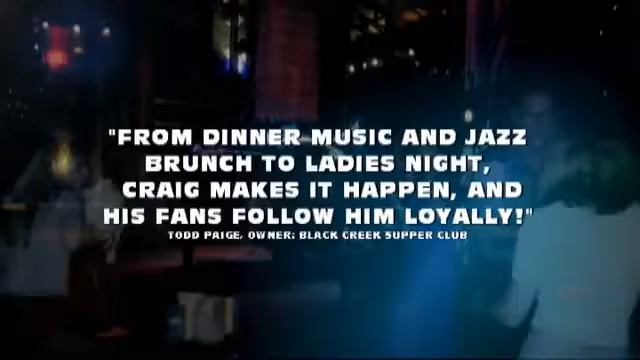 "FROM DINNER MUSIC AND JAZZ
BRUNCH TO LADIES NIGHT,
CRAIG MAKES IT HAPPEN, AND
HIS FANS FOLLOW HIM LOYALLY!"
TODD PAIGE, OWNER: BLACK CREEK SUPPER CLUB